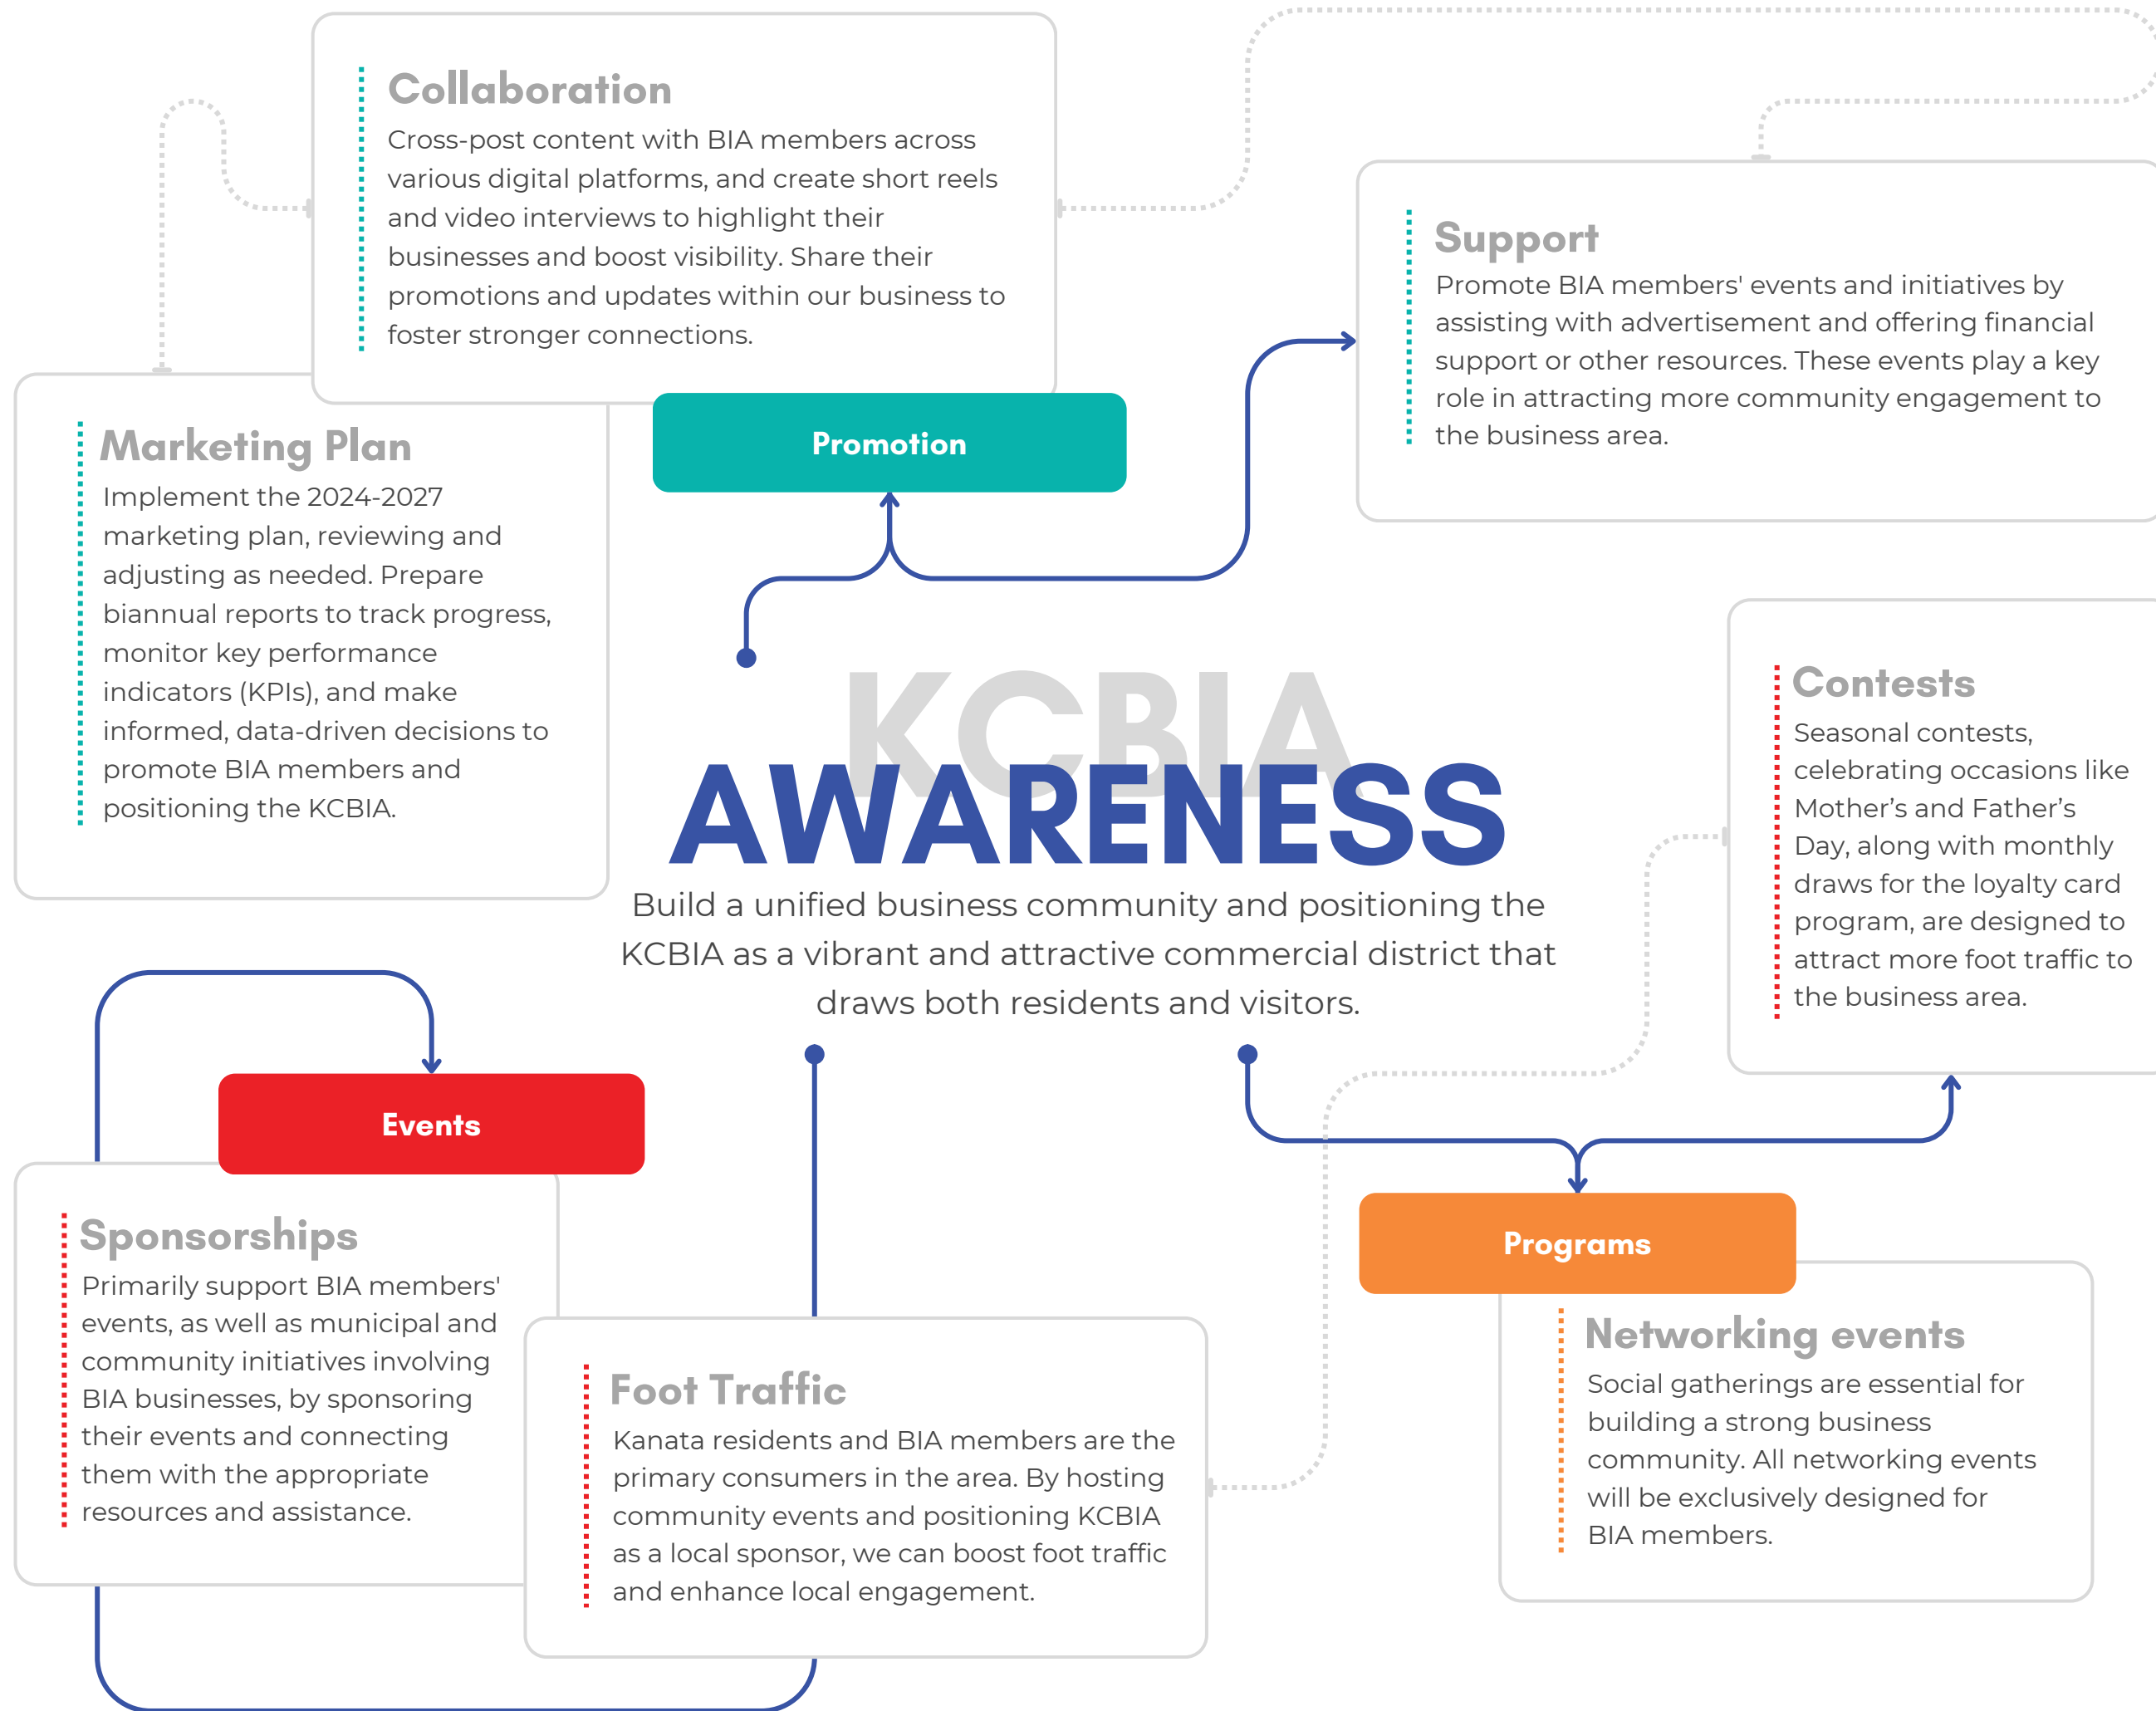 Collaboration
Cross-post content with BIA members across
various digital platforms, and create short reels
and video interviews to highlight their
businesses and boost visibility. Share their
promotions and updates within our business to
foster stronger connections.
Support
Promote BIA members' events and initiatives by
assisting with advertisement and offering financial
support or other resources. These events play a key
role in attracting more community engagement to
the business area.
Promotion
Marketing Plan
Implement the 2024-2027
marketing plan, reviewing and
adjusting as needed. Prepare
biannual reports to track progress,
monitor key performance
indicators (KPIs), and make
informed, data-driven decisions to
promote BIA members and
positioning the KCBIA.
KCBIA
AWARENESS
Build a unified business community and positioning the
KCBIA as a vibrant and attractive commercial district that
draws both residents and visitors.
Contests
Seasonal contests,
celebrating occasions like
Mother’s and Father’s
Day, along with monthly
draws for the loyalty card
program, are designed to
attract more foot traffic to
the business area.
Events
Sponsorships
Primarily support BIA members'
events, as well as municipal and
community initiatives involving
BIA businesses, by sponsoring
their events and connecting
them with the appropriate
resources and assistance.
Foot Traffic
Kanata residents and BIA members are the
primary consumers in the area. By hosting
community events and positioning KCBIA
as a local sponsor, we can boost foot traffic
and enhance local engagement.
Programs
Networking events
Social gatherings are essential for
building a strong business
community. All networking events
will be exclusively designed for
BIA members.